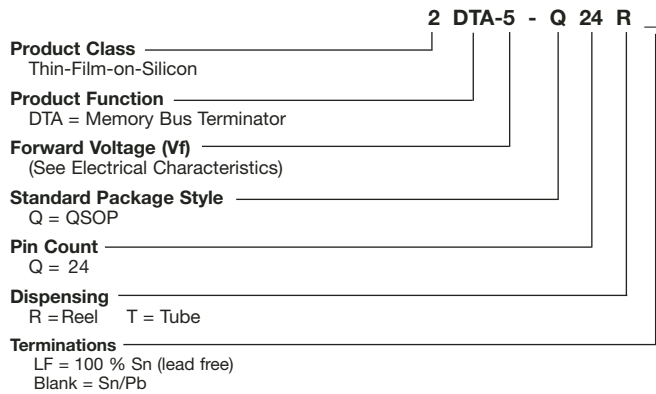 2 DTA-5 - Q 24 R _
Product Class
Thin-Film-on-Silicon
Product Function
DTA = Memory Bus Terminator
Forward Voltage (Vf)
(See Electrical Characteristics)
Standard Package Style
Q = QSOP
Pin Count
Q = 24
Dispensing
R = Reel T = Tube
Terminations
LF = 100 % Sn (lead free)
Blank = Sn/Pb